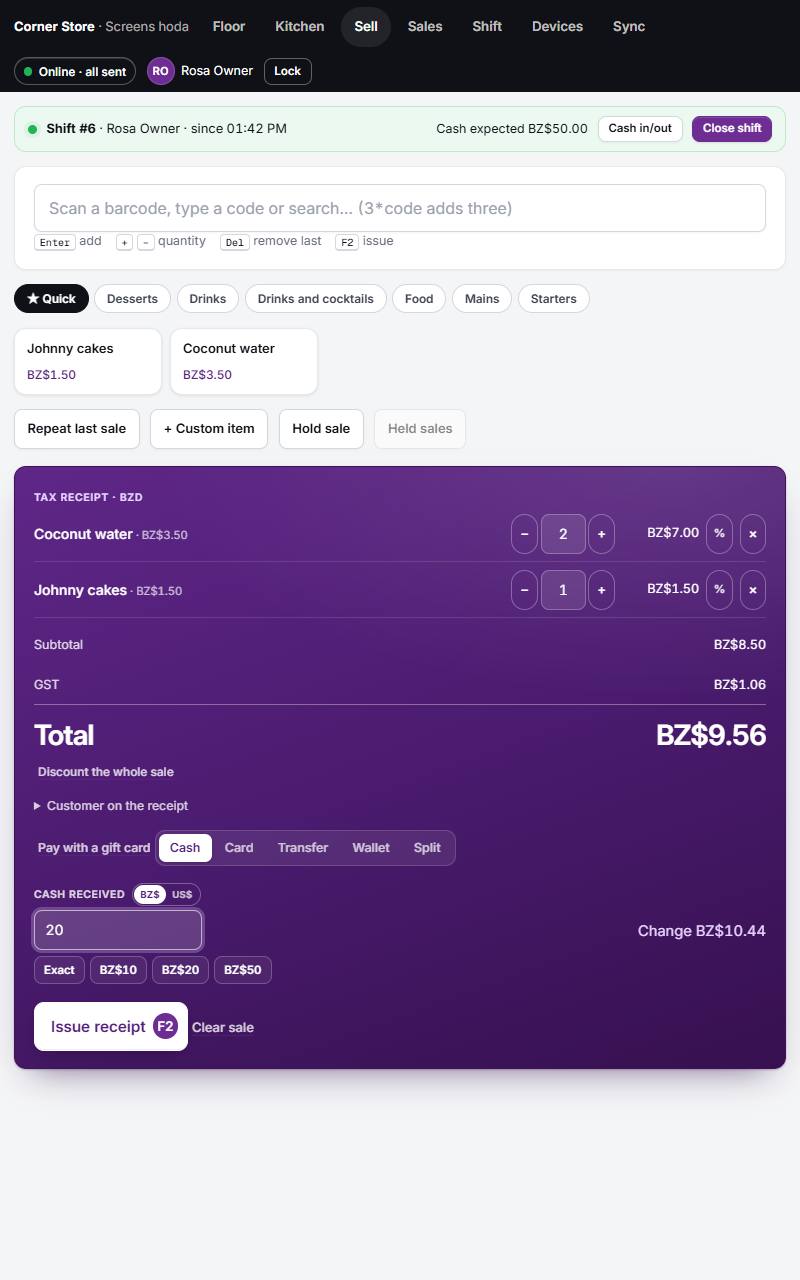 Corner Store · Screens hoda Floor Kitchen Sell Sales Shift Devices Sync
Online · all sent RO Rosa Owner Lock
Shift #6 · Rosa Owner · since 01:42 PM Cash expected BZ$50.00 Cash in/out Close shift
Scan a barcode, type a code or search… (3*code adds three)
Enter add + − quantity Del remove last F2 issue
★ Quick Desserts Drinks Drinks and cocktails Food Mains Starters
Johnny cakes Coconut water
BZ$1.50 BZ$3.50
Repeat last sale + Custom item Hold sale Held sales
TAX RECEIPT · BZD
Coconut water · BZ$3.50 − 2 + BZ$7.00 % ×
Johnny cakes · BZ$1.50 − 1 + BZ$1.50 % ×
Subtotal BZ$8.50
GST BZ$1.06
Total BZ$9.56
Discount the whole sale
Customer on the receipt
Pay with a gift card Cash Card Transfer Wallet Split
CASH RECEIVED BZ$ US$
20 Change BZ$10.44
Exact BZ$10 BZ$20 BZ$50
Issue receipt F2 Clear sale